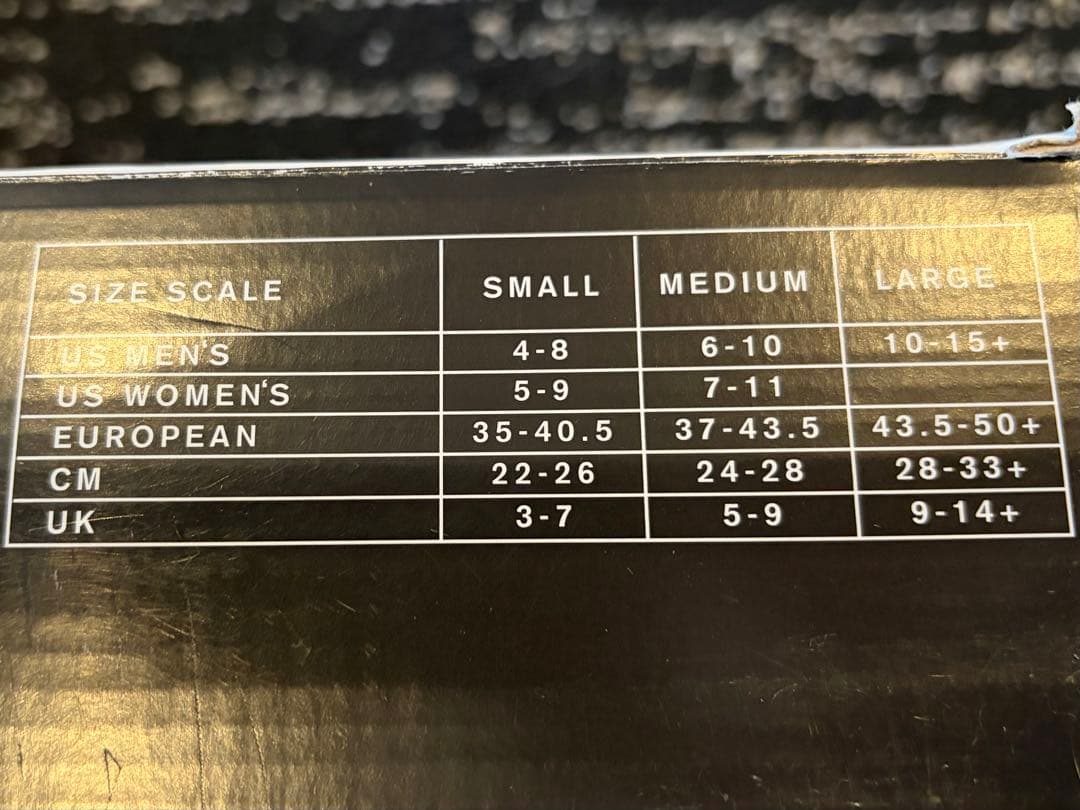 SIZE SCALE SMALL MEDIUM LARGE
US MEN'S 4-8 6-10 10-15+
US WOMEN'S 5-9 7-11
EUROPEAN 35-40.5 37-43.5 43.5-50+
CM 22-26 24-28 28-33+
UK 3-7 5-9 9-14+